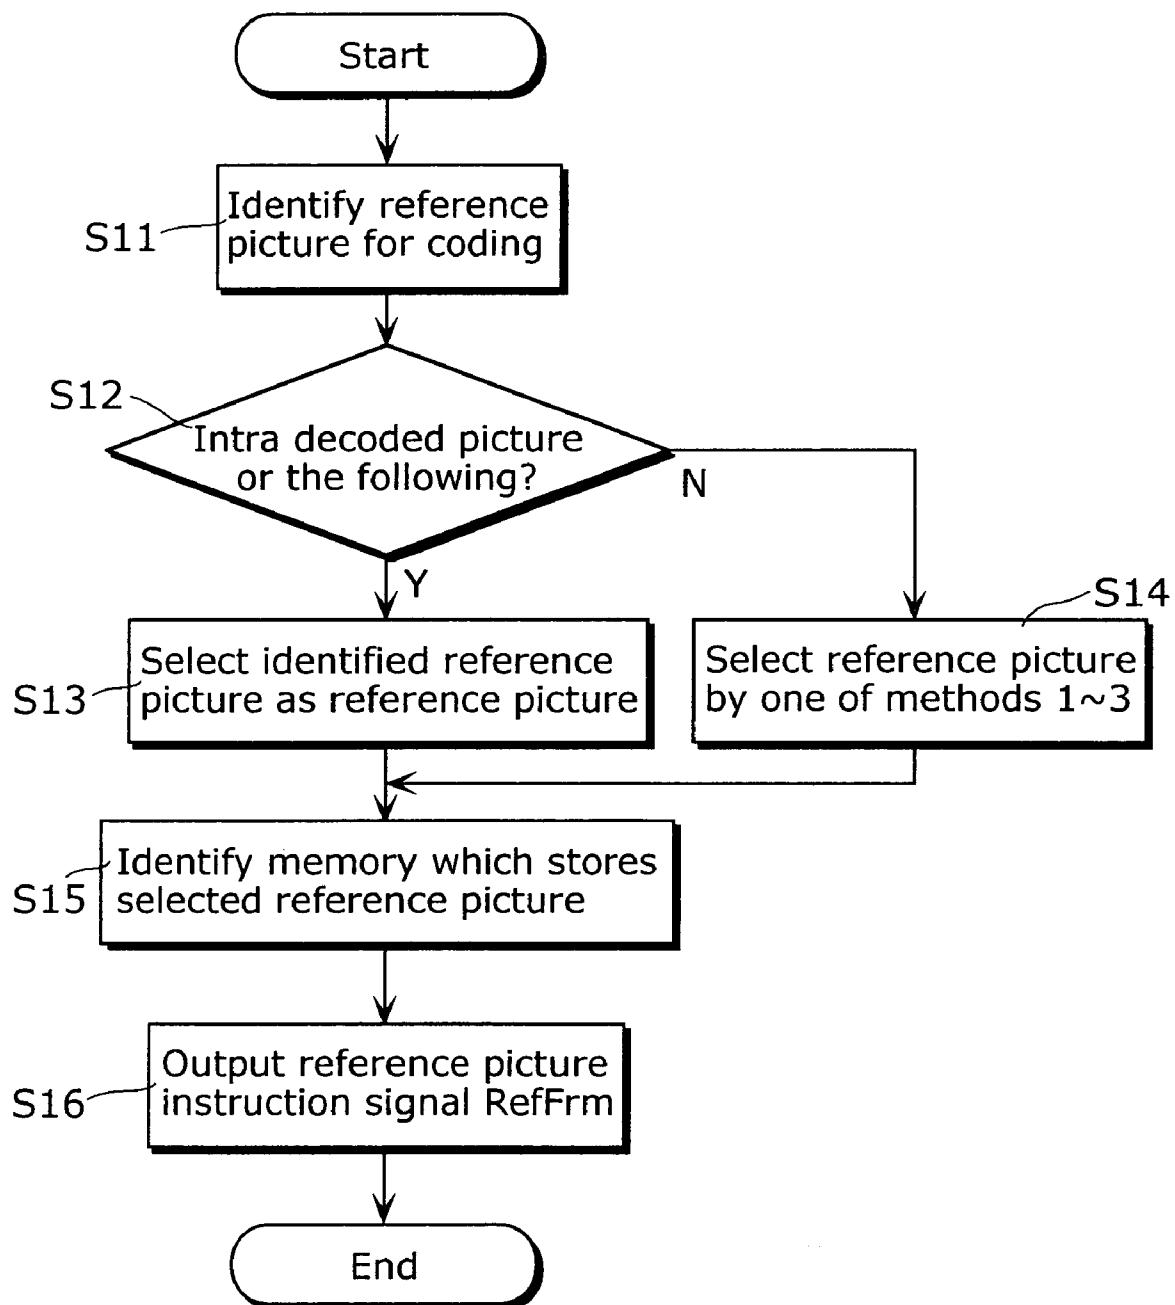 Start
S11
Identify reference
picture for coding
S12
Intra decoded picture
or the following?
N
Y
S13
Select identified reference
picture as reference picture
S14
Select reference picture
by one of methods 1~3
S15
Identify memory which stores
selected reference picture
S16
Output reference picture
instruction signal RefFrm
End